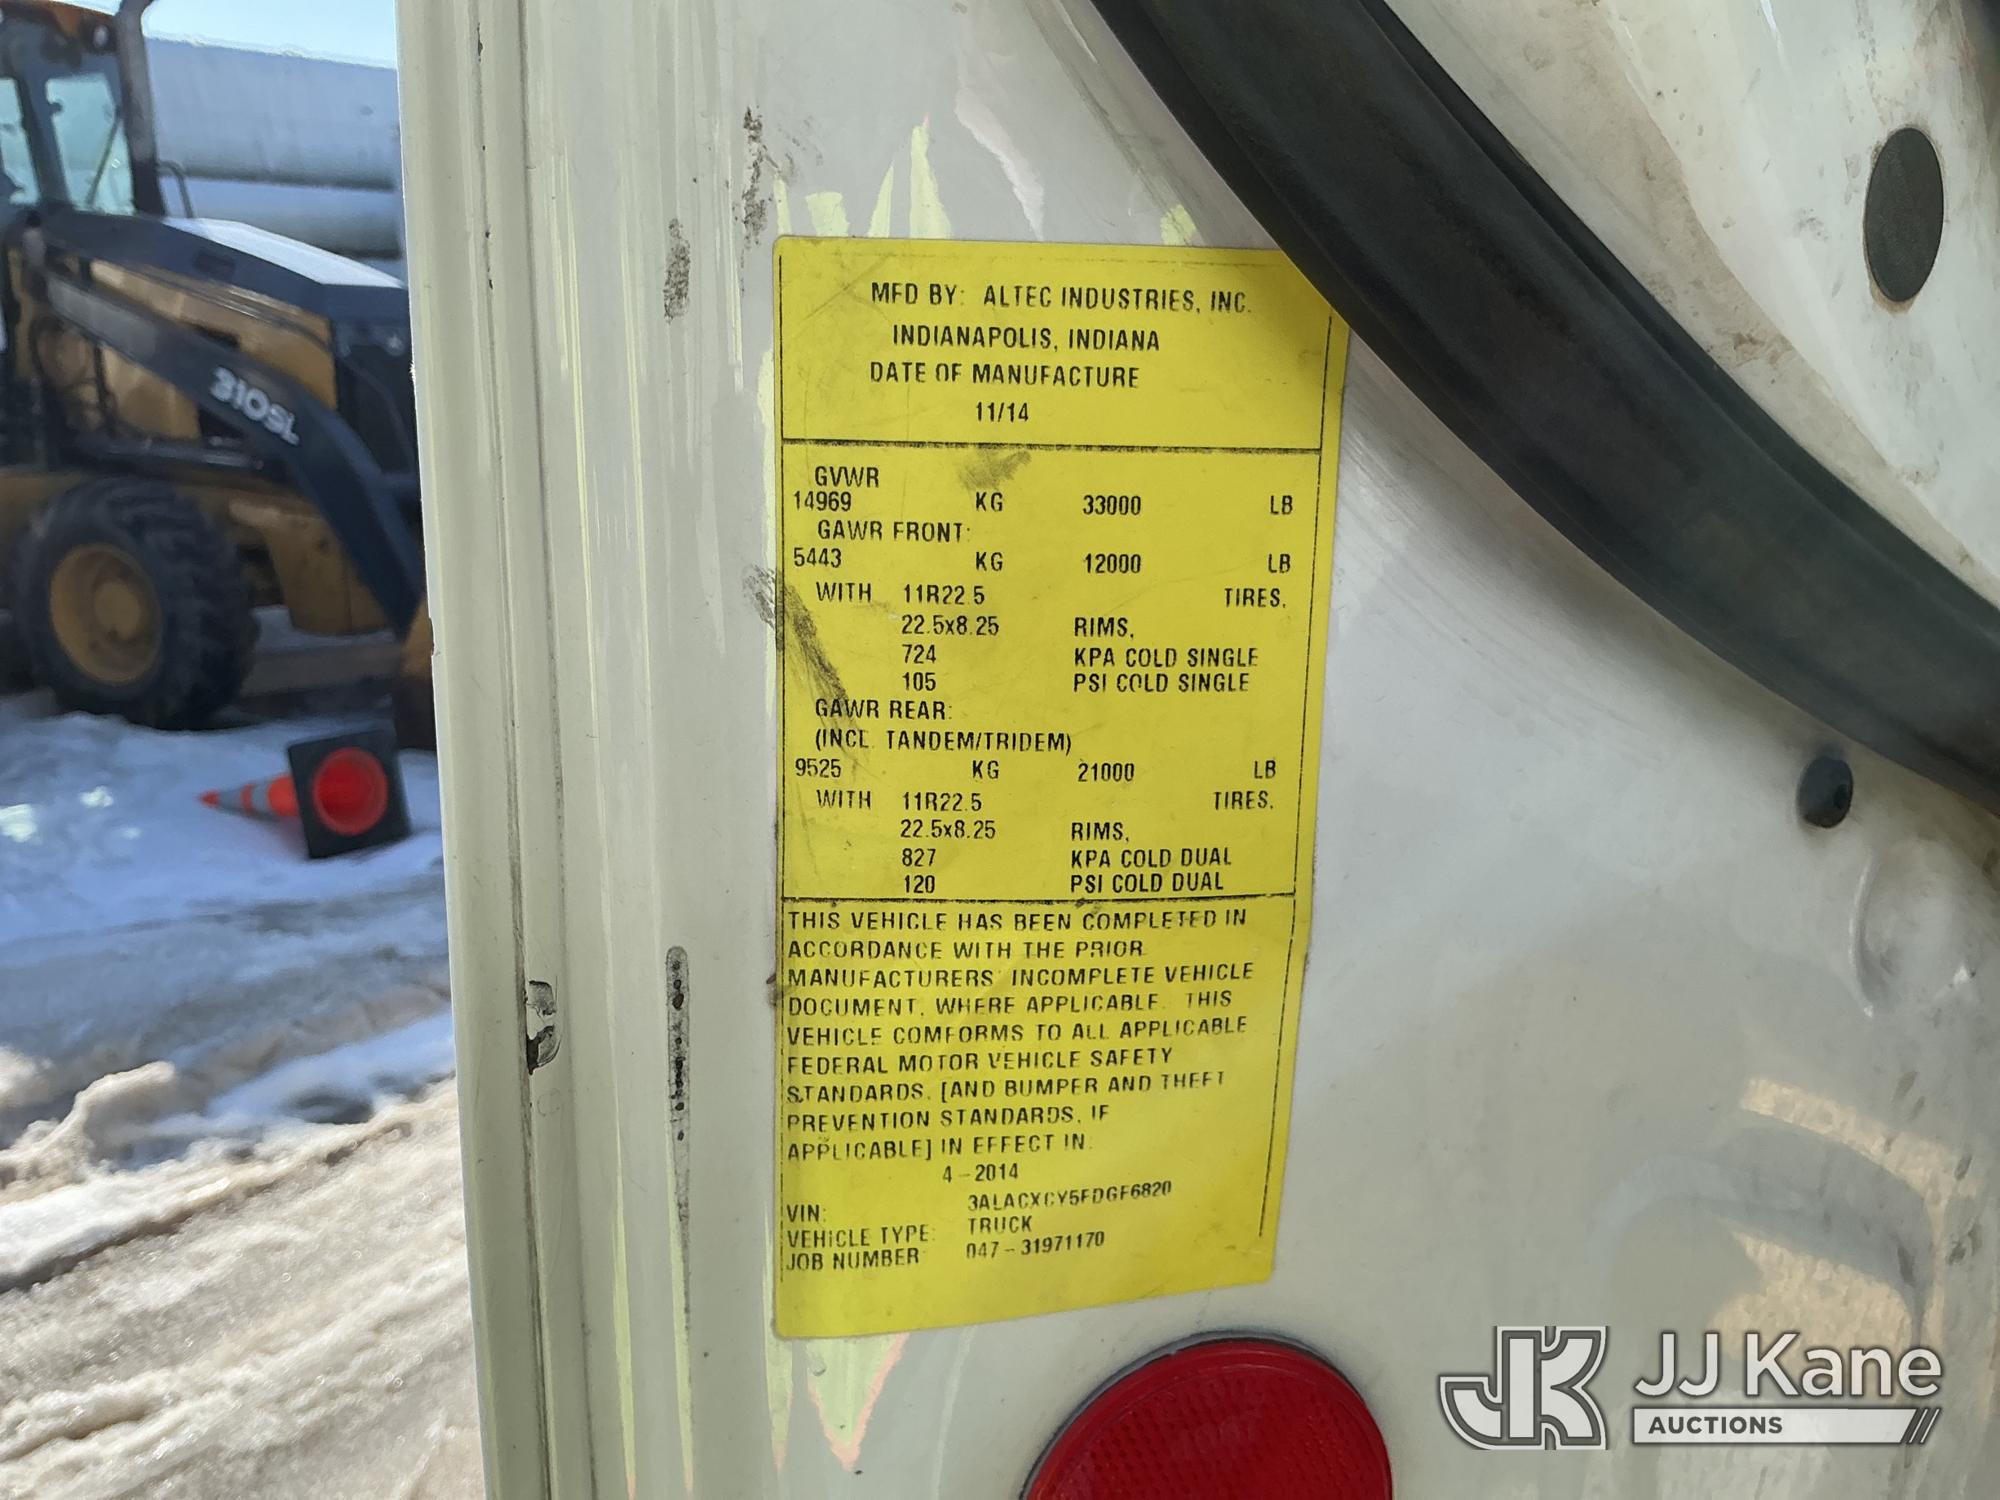 310SL
MFD BY: ALTEC INDUSTRIES, INC.
INDIANAPOLIS, INDIANA
DATE OF MANUFACTURE
11/14
GVWR
14969 KG 33000 LB
GAWR FRONT:
5443 KG 12000 LB
WITH 11R22.5 TIRES,
22.5x8.25 RIMS,
724 KPA COLD SINGLE
105 PSI COLD SINGLE
GAWR REAR:
(INCL. TANDEM/TRIDEM)
9525 KG 21000 LB
WITH 11R22.5 TIRES,
22.5x8.25 RIMS,
827 KPA COLD DUAL
120 PSI COLD DUAL
THIS VEHICLE HAS BEEN COMPLETED IN
ACCORDANCE WITH THE PRIOR
MANUFACTURERS' INCOMPLETE VEHICLE
DOCUMENT, WHERE APPLICABLE. THIS
VEHICLE COMFORMS TO ALL APPLICABLE
FEDERAL MOTOR VEHICLE SAFETY
STANDARDS, [AND BUMPER AND THEFT
PREVENTION STANDARDS, IF
APPLICABLE] IN EFFECT IN:
4-2014
VIN: 3ALACXCY5FDGF6820
VEHICLE TYPE: TRUCK
JOB NUMBER: 047-31971170
JK JJ Kane
AUCTIONS